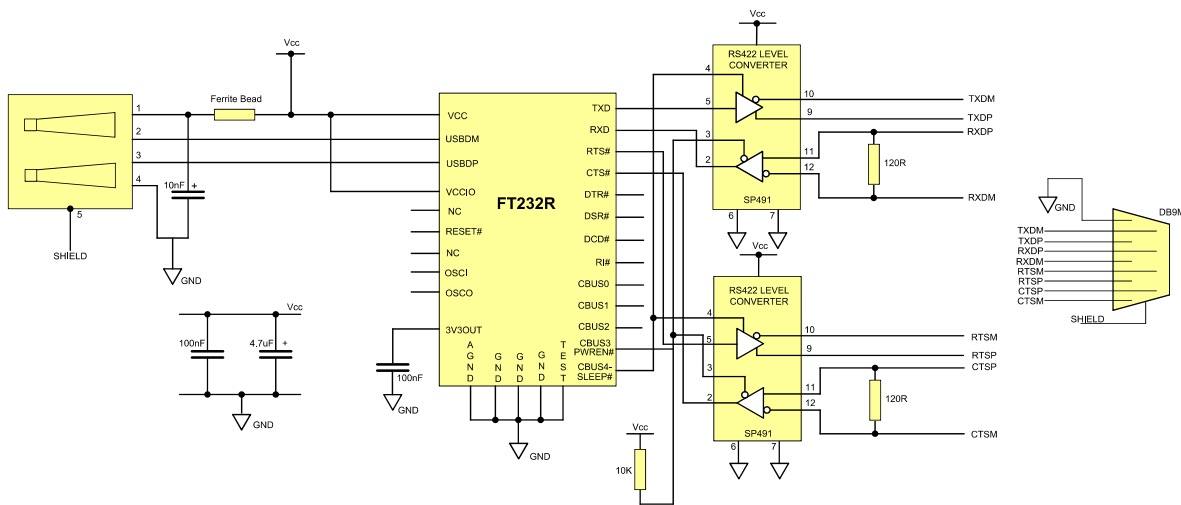 1
2
3
4
5
SHIELD
10nF +
Ferrite Bead
Vcc
GND
Vcc
100nF
4.7uF +
GND
FT232R
VCC
USBDM
USBDP
VCCIO
NC
RESET#
NC
OSCI
OSCO
3V3OUT
100nF
GND
AGND
GND
GND
GND
TEST
GND
TXD
RXD
RTS#
CTS#
DTR#
DSR#
DCD#
RI#
CBUS0
CBUS1
CBUS2
CBUS3
PWREN#
CBUS4-
SLEEP#
Vcc
10K
Vcc
RS422 LEVEL
CONVERTER
4
5
3
2
10
9
11
12
SP491
6
7
TXDM
TXDP
RXDP
120R
RXDM
Vcc
RS422 LEVEL
CONVERTER
4
5
3
2
10
9
11
12
SP491
6
7
RTSM
RTSP
CTSP
120R
CTSM
GND
DB9M
TXDM
TXDP
RXDP
RXDM
RTSM
RTSP
CTSP
CTSM
SHIELD